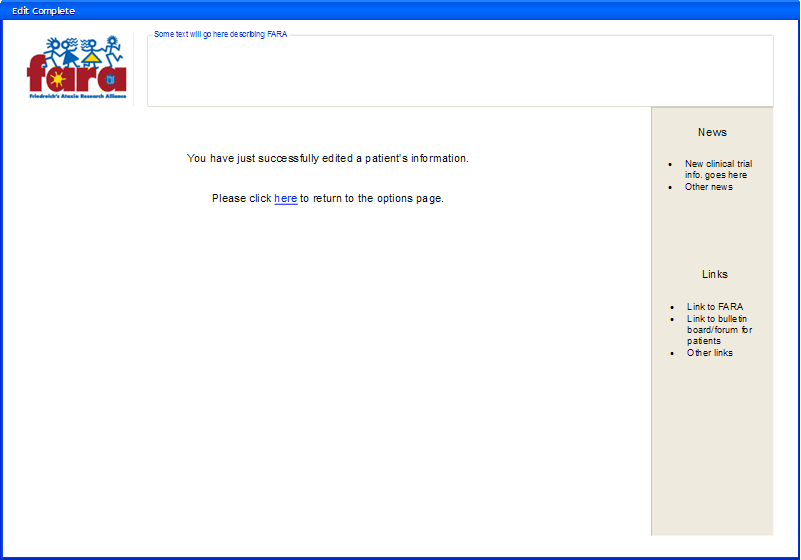 Edit Complete
Some text will go here describing FARA
fara
Friedreich's Ataxia Research Alliance
You have just successfully edited a patient's information.
Please click here to return to the options page.
News
• New clinical trial
info. goes here
• Other news
Links
• Link to FARA
• Link to bulletin
board/forum for
patients
• Other links